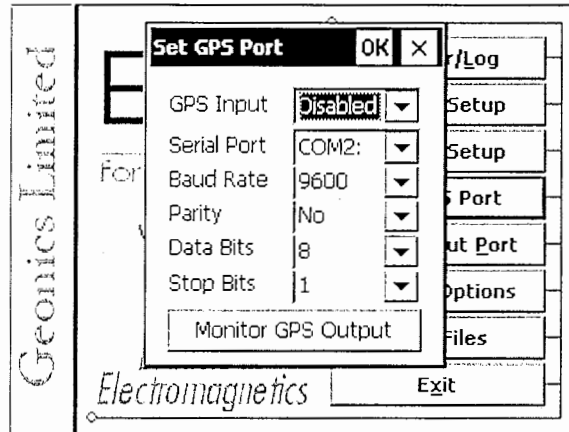 Geonics Limited
Set GPS Port OK ×
GPS Input Disabled
Serial Port COM2:
Baud Rate 9600
Parity No
Data Bits 8
Stop Bits 1
Monitor GPS Output
E
For
r/Log
Setup
Setup
S Port
ut Port
Options
Files
Exit
Electromagnetics